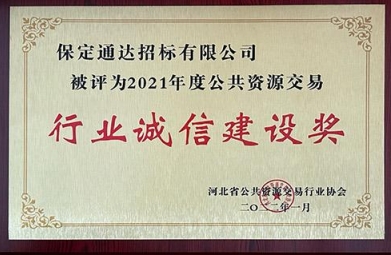 保定通达招标有限公司
被评为2021年度公共资源交易
行业诚信建设奖
河北省公共资源交易行业协会
二〇二二年一月